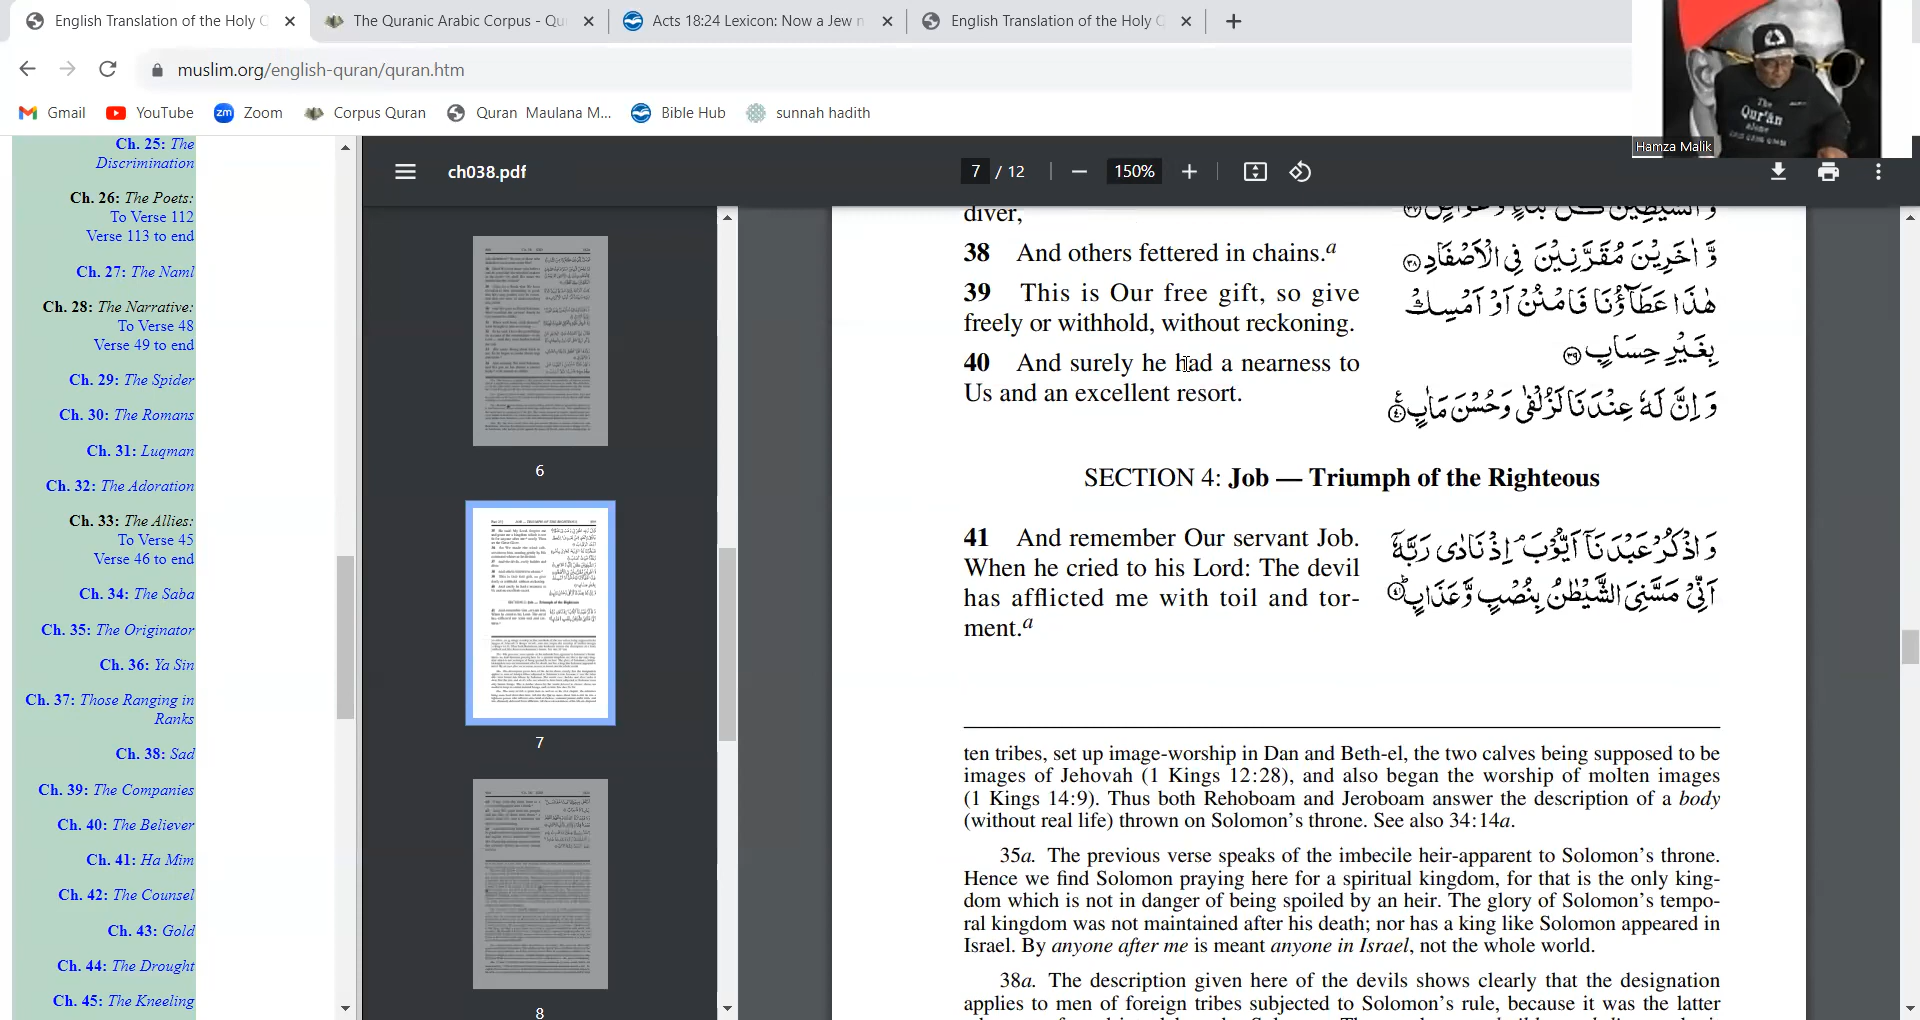 English Translation of the Holy Q
The Quranic Arabic Corpus - Qu
Acts 18:24 Lexicon: Now a Jew n
English Translation of the Holy Q
muslim.org/english-quran/quran.htm
Gmail
YouTube
zm Zoom
Corpus Quran
Quran Maulana M...
Bible Hub
sunnah hadith
The
Qur'ān
Hamza Malik
Ch. 25: The
Discrimination
Ch. 26: The Poets:
To Verse 112
Verse 113 to end
Ch. 27: The Naml
Ch. 28: The Narrative:
To Verse 48
Verse 49 to end
Ch. 29: The Spider
Ch. 30: The Romans
Ch. 31: Luqman
Ch. 32: The Adoration
Ch. 33: The Allies:
To Verse 45
Verse 46 to end
Ch. 34: The Saba
Ch. 35: The Originator
Ch. 36: Ya Sin
Ch. 37: Those Ranging in
Ranks
Ch. 38: Sad
Ch. 39: The Companies
Ch. 40: The Believer
Ch. 41: Ha Mim
Ch. 42: The Counsel
Ch. 43: Gold
Ch. 44: The Drought
Ch. 45: The Kneeling
ch038.pdf
7 / 12
150%
6
7
8
diver,
38 And others fettered in chains.a
39 This is Our free gift, so give
freely or withhold, without reckoning.
40 And surely he had a nearness to
Us and an excellent resort.
وَّ اٰخَرِيْنَ مُقَرَّنِيْنَ فِي الْاَصْفَادِ ۝۳۸
هٰذَا عَطَآؤُنَا فَامْنُنْ اَوْ اَمْسِكْ
بِغَيْرِ حِسَابٍ ۝۳۹
وَ اِنَّ لَهٗ عِنْدَنَا لَزُلْفٰى وَحُسْنَ مَاٰبٍ ۝۴۰
SECTION 4: Job — Triumph of the Righteous
41 And remember Our servant Job.
When he cried to his Lord: The devil
has afflicted me with toil and tor-
ment.a
وَ اذْكُرْ عَبْدَنَآ اَيُّوْبَ ۘ اِذْ نَادٰى رَبَّهٗٓ
اَنِّيْ مَسَّنِيَ الشَّيْطٰنُ بِنُصْبٍ وَّعَذَابٍ ۝۴۱
ten tribes, set up image-worship in Dan and Beth-el, the two calves being supposed to be
images of Jehovah (1 Kings 12:28), and also began the worship of molten images
(1 Kings 14:9). Thus both Rehoboam and Jeroboam answer the description of a body
(without real life) thrown on Solomon's throne. See also 34:14a.
35a. The previous verse speaks of the imbecile heir-apparent to Solomon's throne.
Hence we find Solomon praying here for a spiritual kingdom, for that is the only king-
dom which is not in danger of being spoiled by an heir. The glory of Solomon's tempo-
ral kingdom was not maintained after his death; nor has a king like Solomon appeared in
Israel. By anyone after me is meant anyone in Israel, not the whole world.
38a. The description given here of the devils shows clearly that the designation
applies to men of foreign tribes subjected to Solomon's rule, because it was the latter